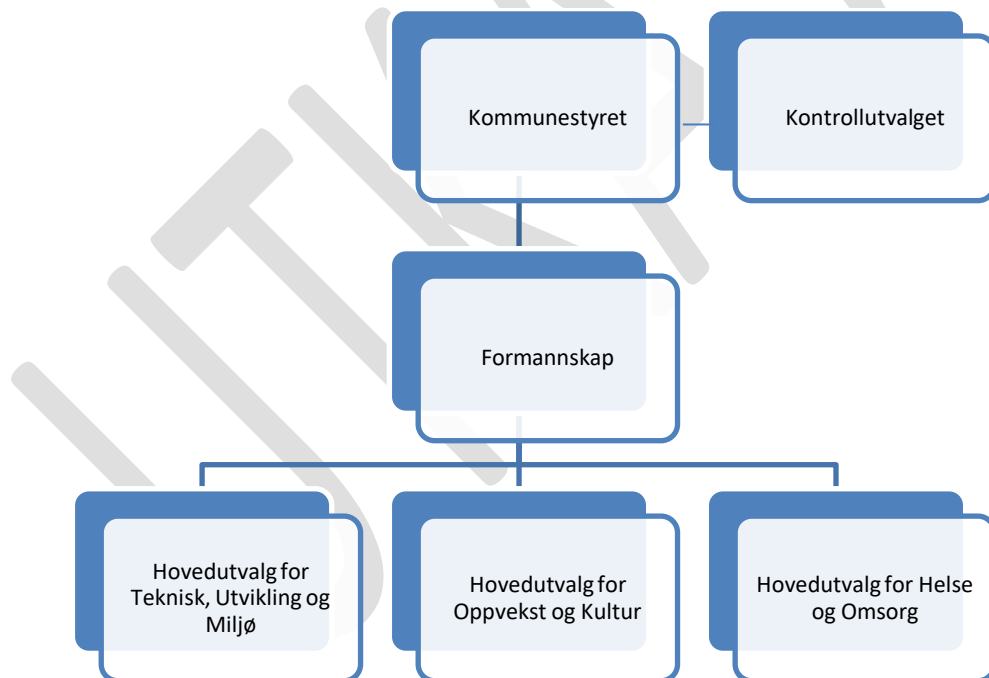 Kommunestyret
Kontrollutvalget
Formannskap
Hovedutvalg for
Teknisk, Utvikling og
Miljø
Hovedutvalg for
Oppvekst og Kultur
Hovedutvalg for Helse
og Omsorg